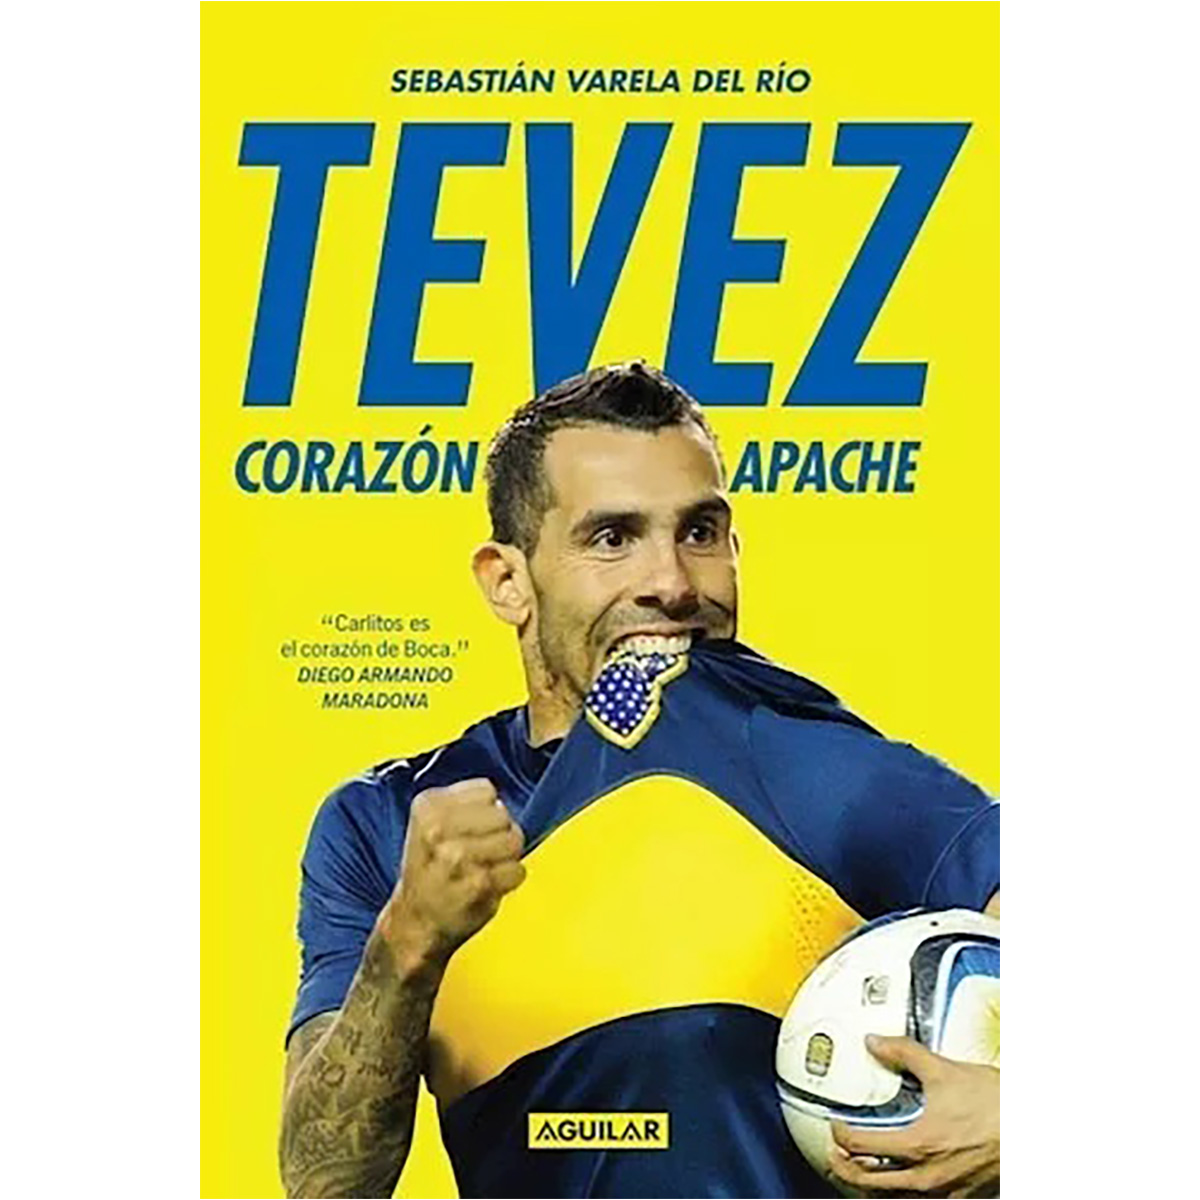 SEBASTIÁN VARELA DEL RÍO
TEVEZ
CORAZÓN APACHE
“Carlitos es
el corazón de Boca.”
DIEGO ARMANDO
MARADONA
AGUILAR